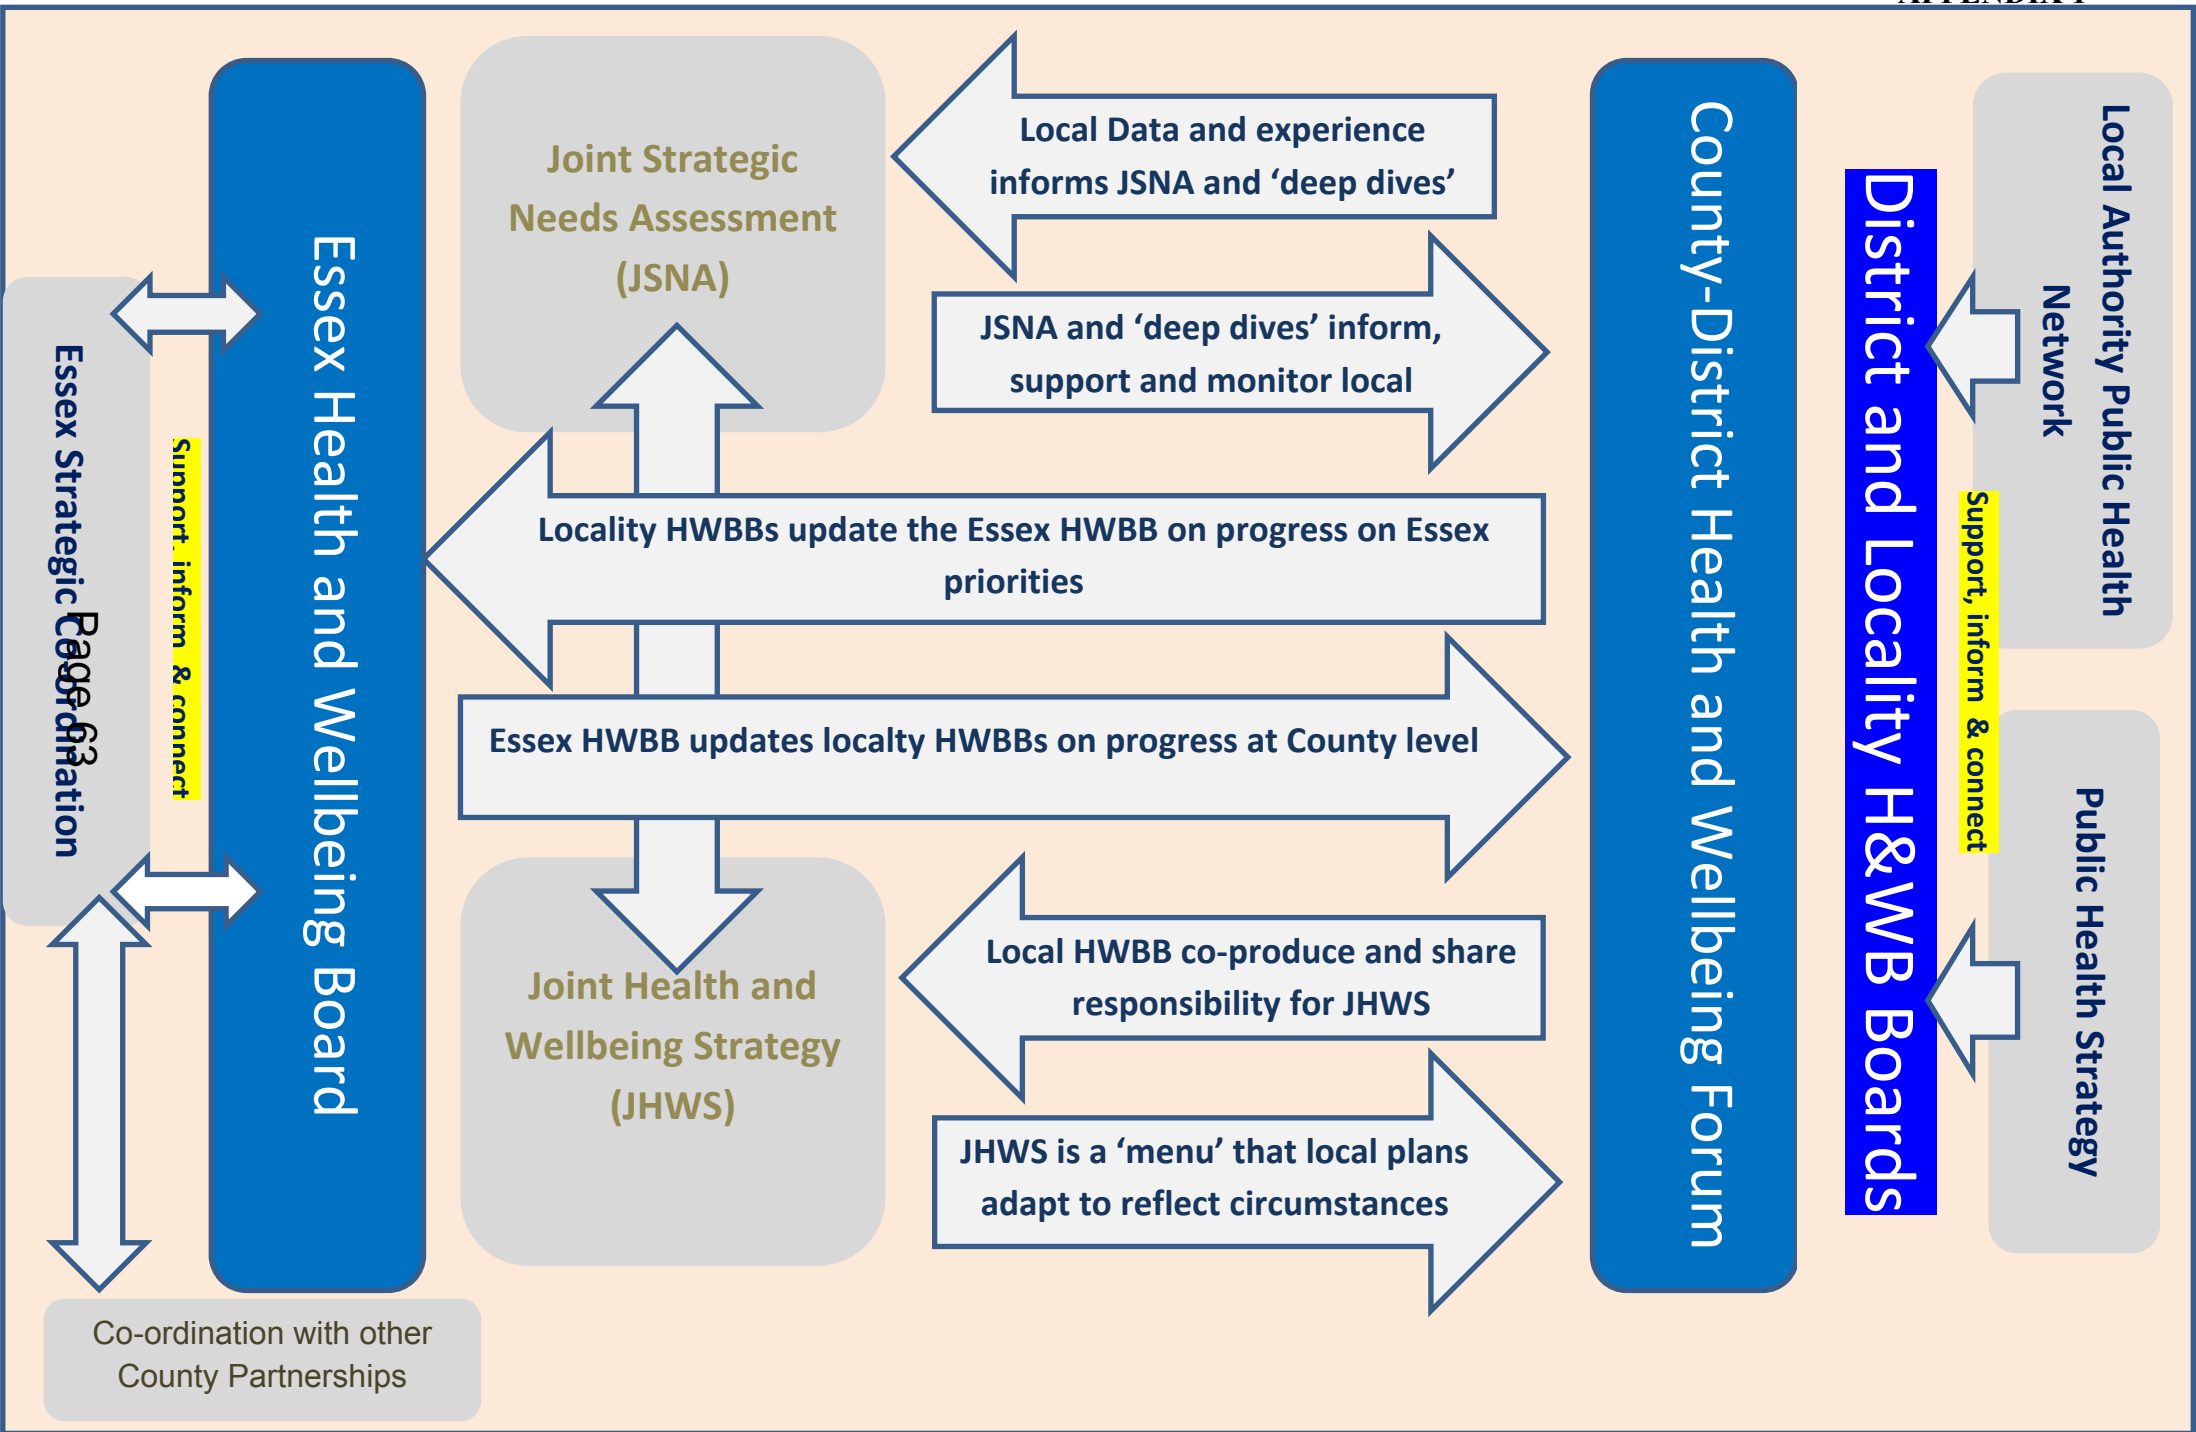 Essex Strategic Co-ordination
Page 63
Support, inform & connect
Essex Health and Wellbeing Board
Joint Strategic
Needs Assessment
(JSNA)
Local Data and experience
informs JSNA and ‘deep dives’
JSNA and ‘deep dives’ inform,
support and monitor local
Locality HWBBs update the Essex HWBB on progress on Essex
priorities
Essex HWBB updates localty HWBBs on progress at County level
Joint Health and
Wellbeing Strategy
(JHWS)
Local HWBB co-produce and share
responsibility for JHWS
JHWS is a ‘menu’ that local plans
adapt to reflect circumstances
County-District Health and Wellbeing Forum
District and Locality H&WB Boards
Support, inform & connect
Local Authority Public Health
Network
Public Health Strategy
Co-ordination with other
County Partnerships